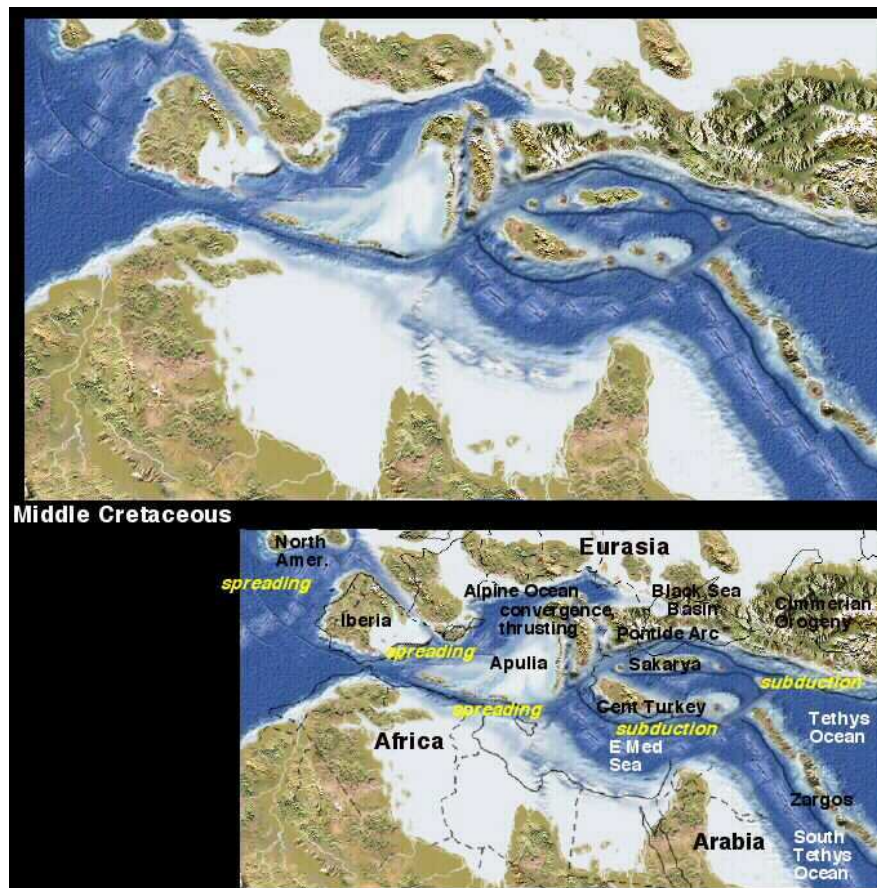 Middle Cretaceous
North
Amer.
Eurasia
spreading
Alpine Ocean
Black Sea
Basin
Cimmerian
Orogeny
convergence
thrusting
Iberia
Pontide Arc
spreading
Apulia
Sakarya
subduction
spreading
Cent Turkey
subduction
Tethys
Ocean
Africa
E Med
Sea
Zargos
Arabia
South
Tethys
Ocean